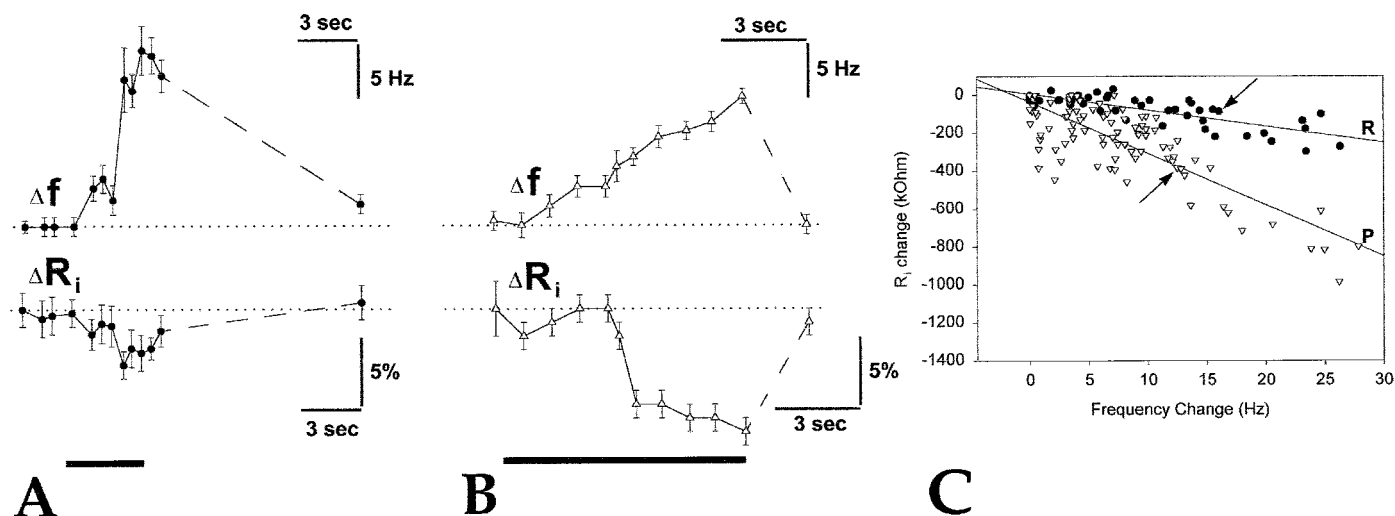 3 sec
5 Hz
Δf
ΔRi
5%
3 sec
A
3 sec
5 Hz
Δf
ΔRi
5%
3 sec
B
0
-200
-400
-600
-800
-1000
-1200
-1400
Ri change (kOhm)
R
P
0 5 10 15 20 25 30
Frequency Change (Hz)
C